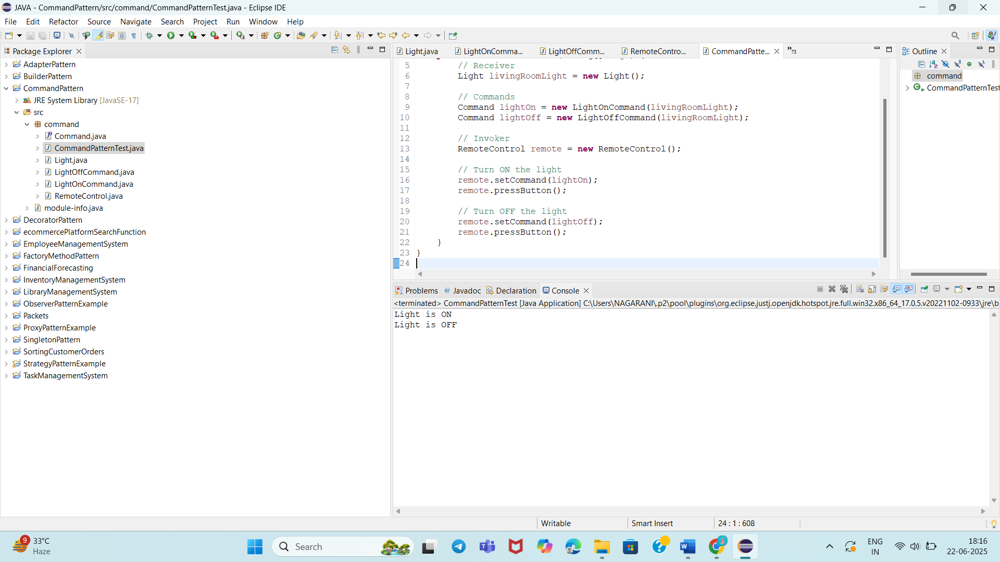 JAVA - CommandPattern/src/command/CommandPatternTest.java - Eclipse IDE
File Edit Refactor Source Navigate Search Project Run Window Help
Package Explorer
AdapterPattern
BuilderPattern
CommandPattern
JRE System Library [JavaSE-17]
src
command
Command.java
CommandPatternTest.java
Light.java
LightOffCommand.java
LightOnCommand.java
RemoteControl.java
module-info.java
DecoratorPattern
ecommercePlatformSearchFunction
EmployeeManagementSystem
FactoryMethodPattern
FinancialForecasting
InventoryManagementSystem
LibraryManagementSystem
ObserverPatternExample
Packets
ProxyPatternExample
SingletonPattern
SortingCustomerOrders
StrategyPatternExample
TaskManagementSystem
Light.java LightOnComma... LightOffComm... RemoteContro... CommandPatte... »73
5 // Receiver
6 Light livingRoomLight = new Light();
7
8 // Commands
9 Command lightOn = new LightOnCommand(livingRoomLight);
10 Command lightOff = new LightOffCommand(livingRoomLight);
11
12 // Invoker
13 RemoteControl remote = new RemoteControl();
14
15 // Turn ON the light
16 remote.setCommand(lightOn);
17 remote.pressButton();
18
19 // Turn OFF the light
20 remote.setCommand(lightOff);
21 remote.pressButton();
22 }
23 }
24
Outline
command
CommandPatternTest
Problems @ Javadoc Declaration Console
<terminated> CommandPatternTest [Java Application] C:\Users\NAGARANI\.p2\pool\plugins\org.eclipse.justj.openjdk.hotspot.jre.full.win32.x86_64_17.0.5.v20221102-0933\jre\b
Light is ON
Light is OFF
Writable Smart Insert 24 : 1 : 608
9
33°C
Haze
Search
ENG
IN
18:16
22-06-2025